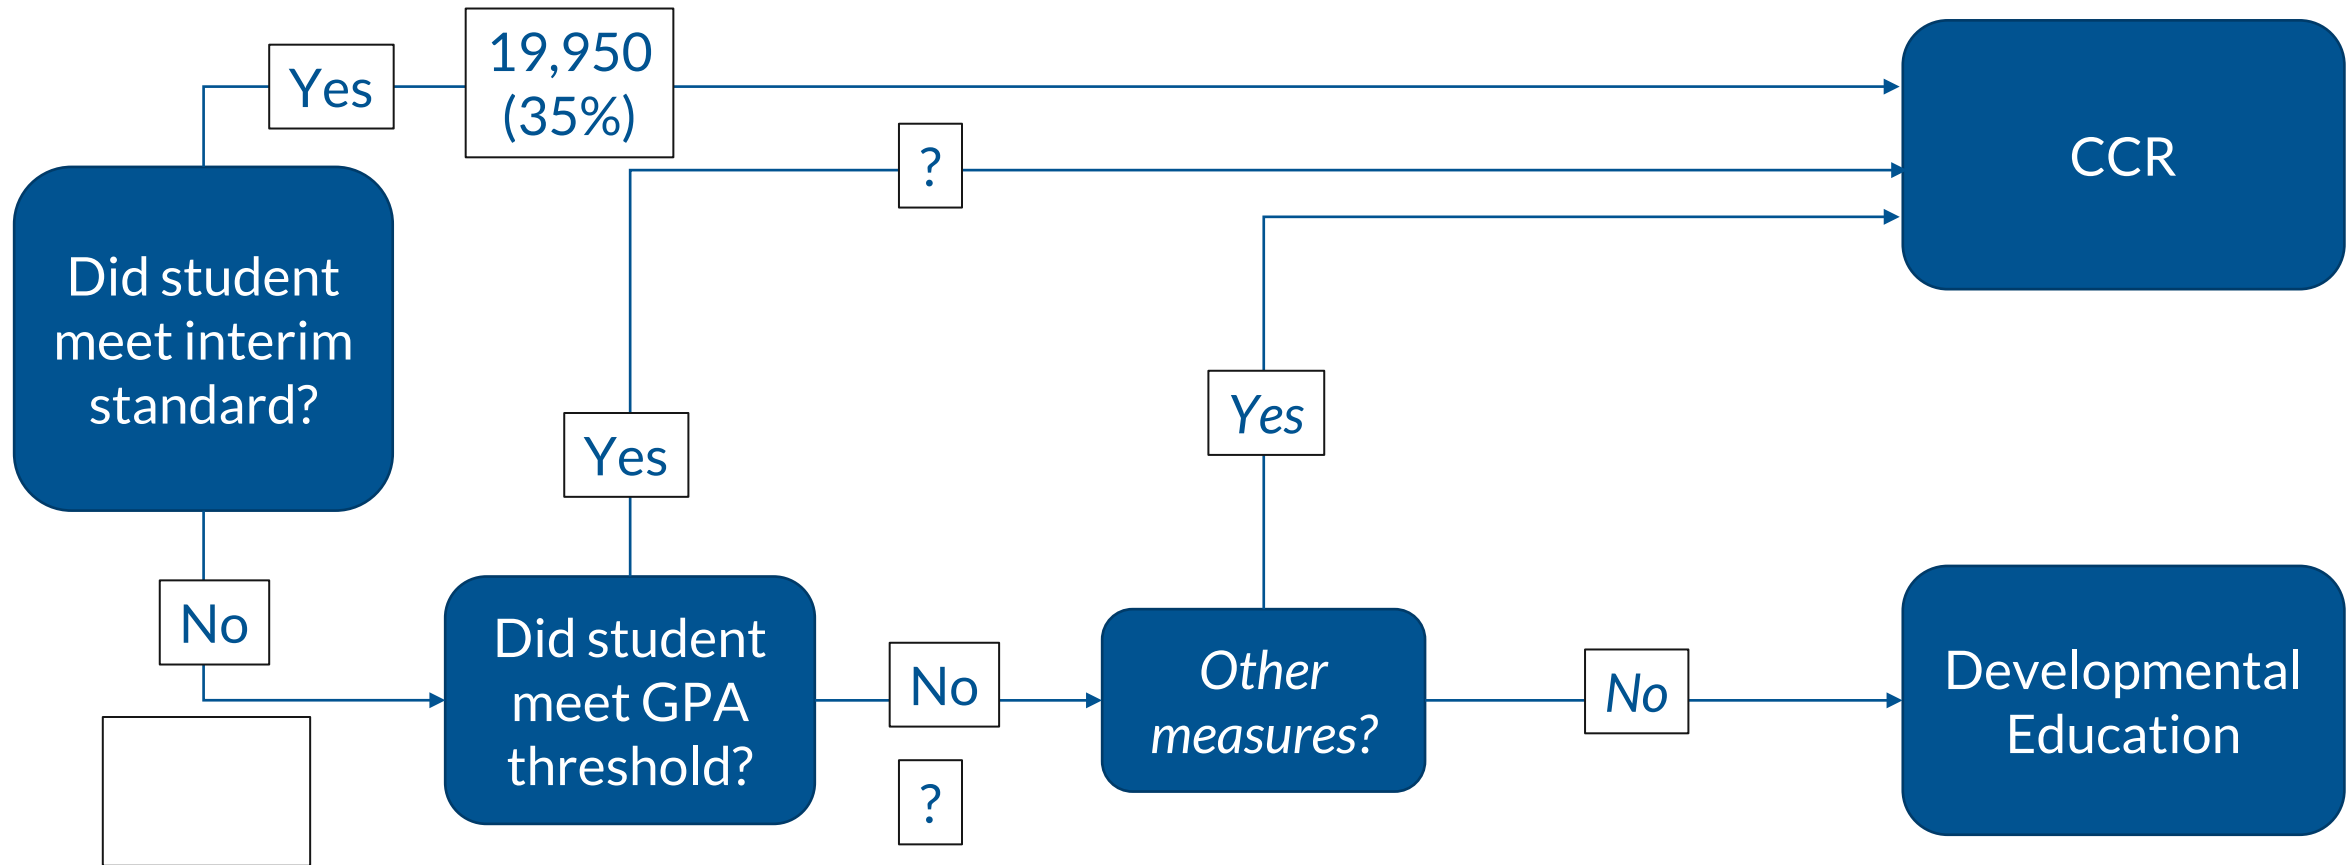 Yes
19,950
(35%)
?
CCR
Did student
meet interim
standard?
Yes
Yes
No
Did student
meet GPA
threshold?
No
?
Other
measures?
No
Developmental
Education